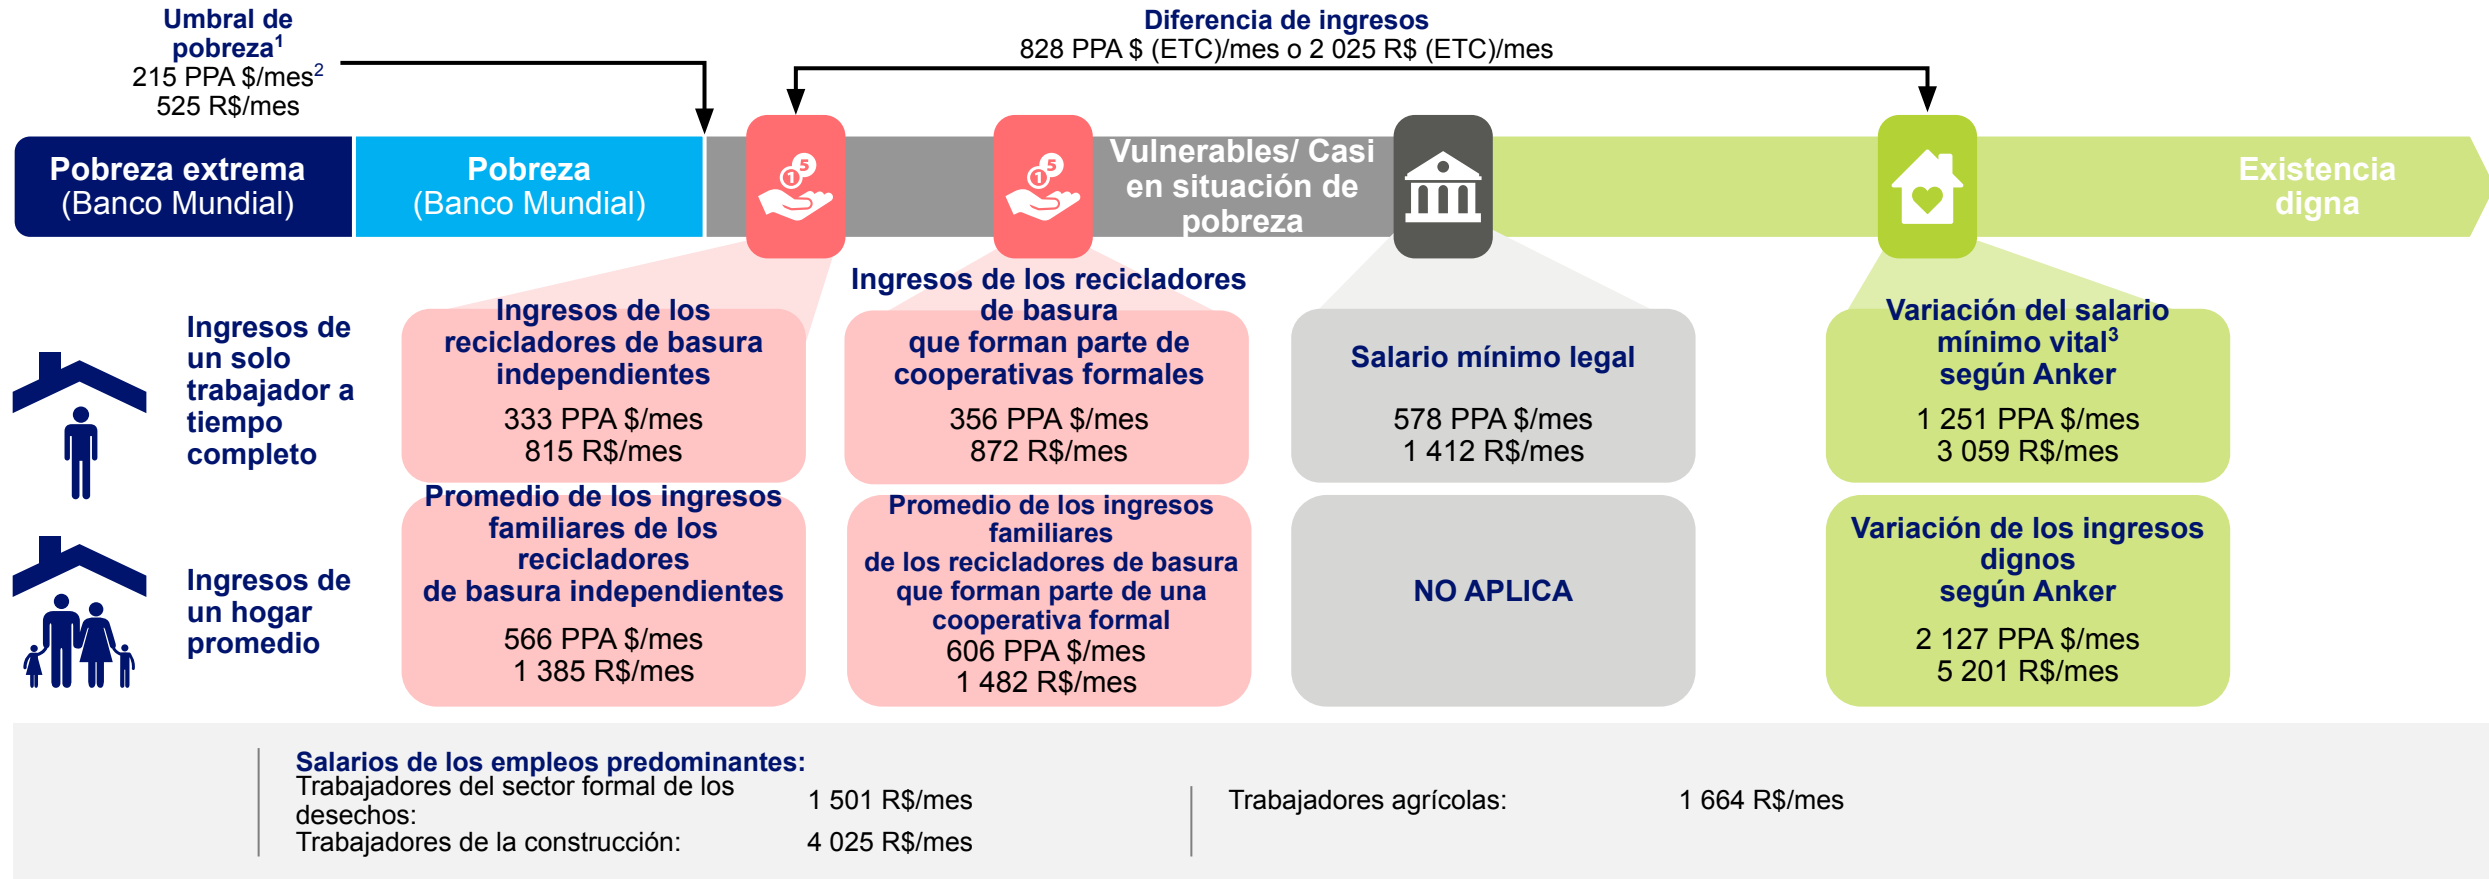 Umbral de
pobreza1
215 PPA $/mes2
525 R$/mes
Diferencia de ingresos
828 PPA $ (ETC)/mes o 2 025 R$ (ETC)/mes
Pobreza extrema
(Banco Mundial)
Pobreza
(Banco Mundial)
1 5
1 5
Vulnerables/ Casi
en situación de
pobreza
Existencia
digna
Ingresos de
un solo
trabajador a
tiempo
completo
Ingresos de los
recicladores de basura
independientes
333 PPA $/mes
815 R$/mes
Ingresos de los recicladores
de basura
que forman parte de
cooperativas formales
356 PPA $/mes
872 R$/mes
Salario mínimo legal
578 PPA $/mes
1 412 R$/mes
Variación del salario
mínimo vital3
según Anker
1 251 PPA $/mes
3 059 R$/mes
Ingresos de
un hogar
promedio
Promedio de los ingresos
familiares de los
recicladores
de basura independientes
566 PPA $/mes
1 385 R$/mes
Promedio de los ingresos
familiares
de los recicladores de basura
que forman parte de una
cooperativa formal
606 PPA $/mes
1 482 R$/mes
NO APLICA
Variación de los ingresos
dignos
según Anker
2 127 PPA $/mes
5 201 R$/mes
Salarios de los empleos predominantes:
Trabajadores del sector formal de los
desechos:
1 501 R$/mes
Trabajadores de la construcción:
4 025 R$/mes
Trabajadores agrícolas:
1 664 R$/mes